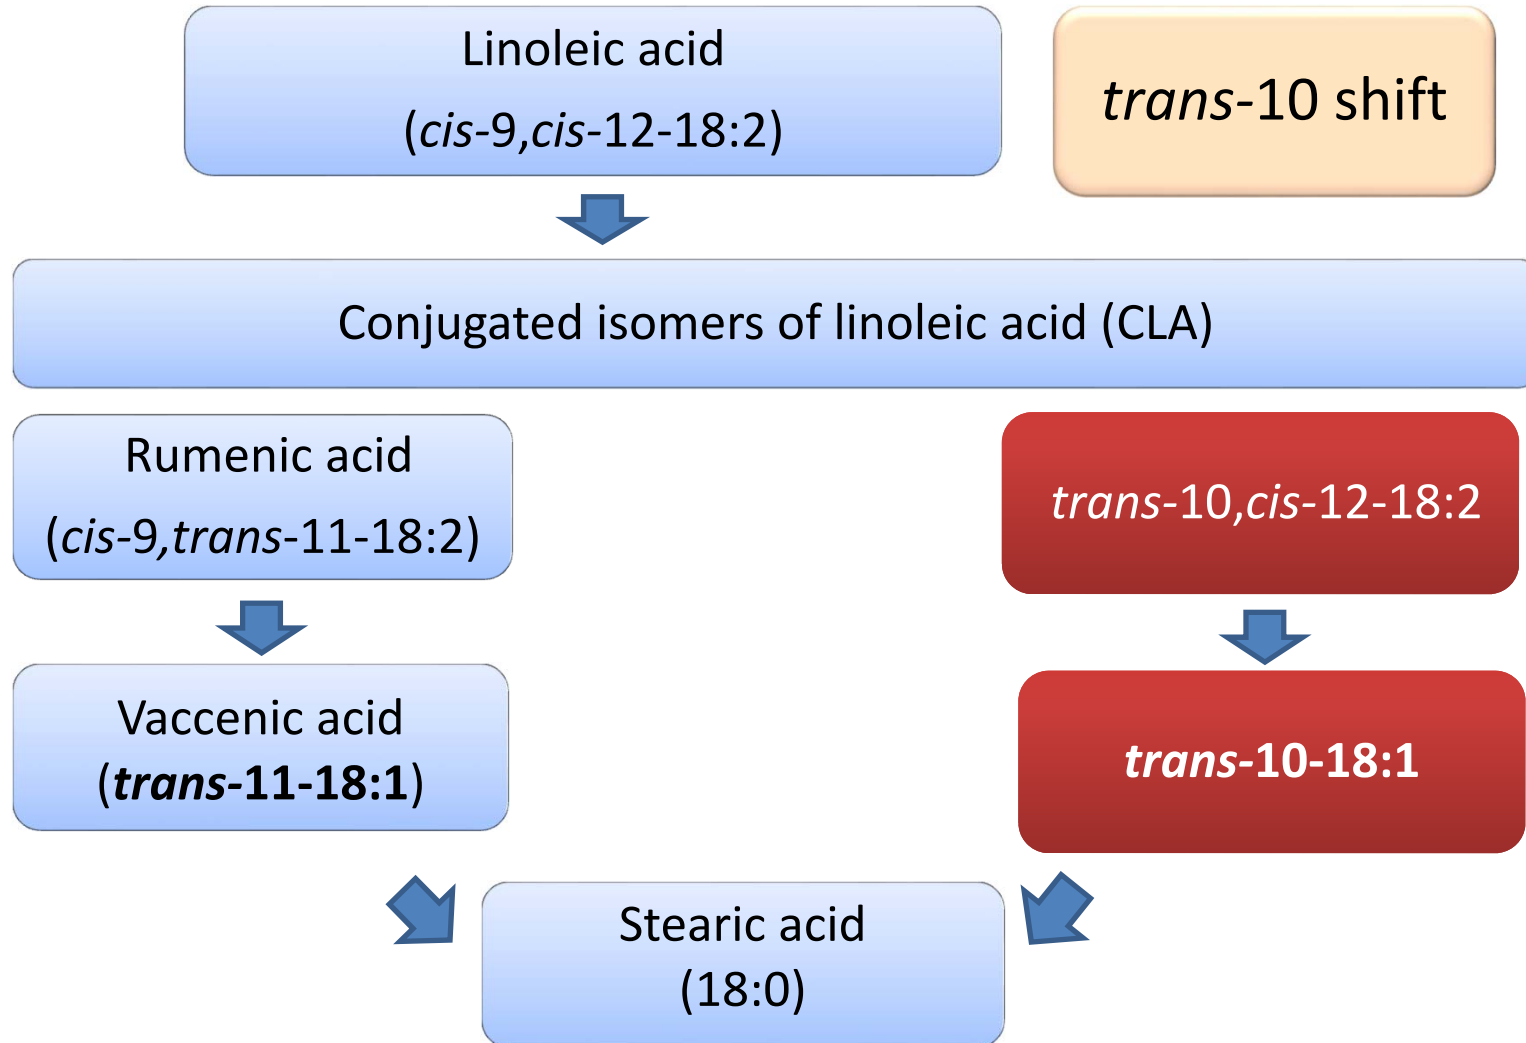 Linoleic acid
(cis-9,cis-12-18:2)
trans-10 shift
Conjugated isomers of linoleic acid (CLA)
Rumenic acid
(cis-9,trans-11-18:2)
trans-10,cis-12-18:2
Vaccenic acid
(trans-11-18:1)
trans-10-18:1
Stearic acid
(18:0)